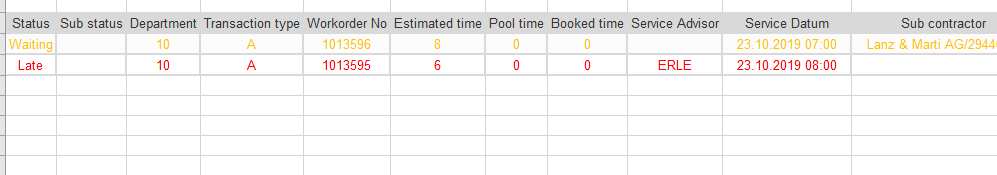 Status Sub status Department Transaction type Workorder No Estimated time Pool time Booked time Service Advisor Service Datum Sub contractor
Waiting 10 A 1013596 8 0 0 23.10.2019 07:00 Lanz & Marti AG/2944
Late 10 A 1013595 6 0 0 ERLE 23.10.2019 08:00